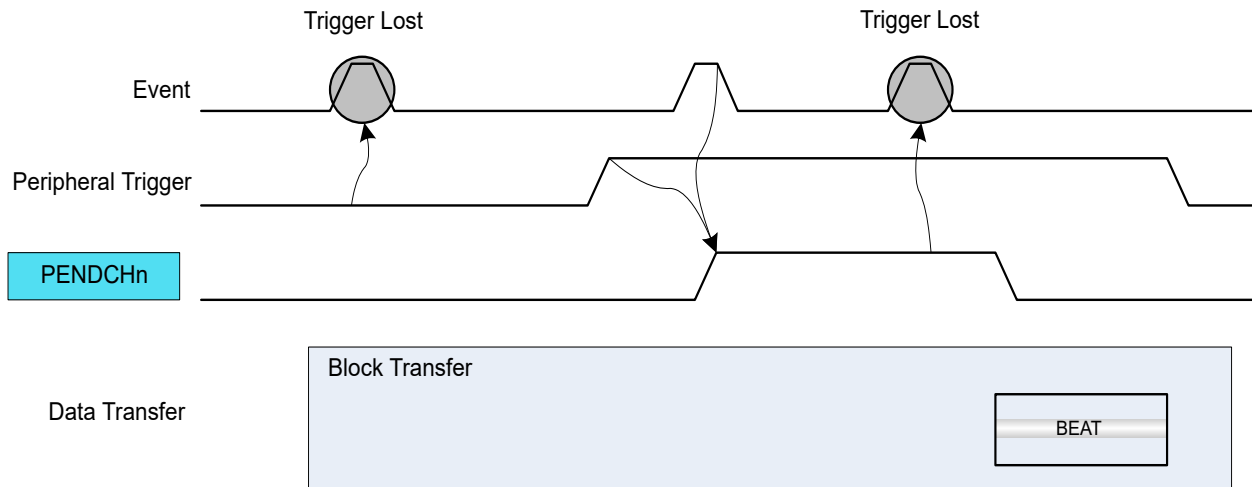 Trigger Lost
Trigger Lost
Event
Peripheral Trigger
PENDCHn
Block Transfer
Data Transfer
BEAT